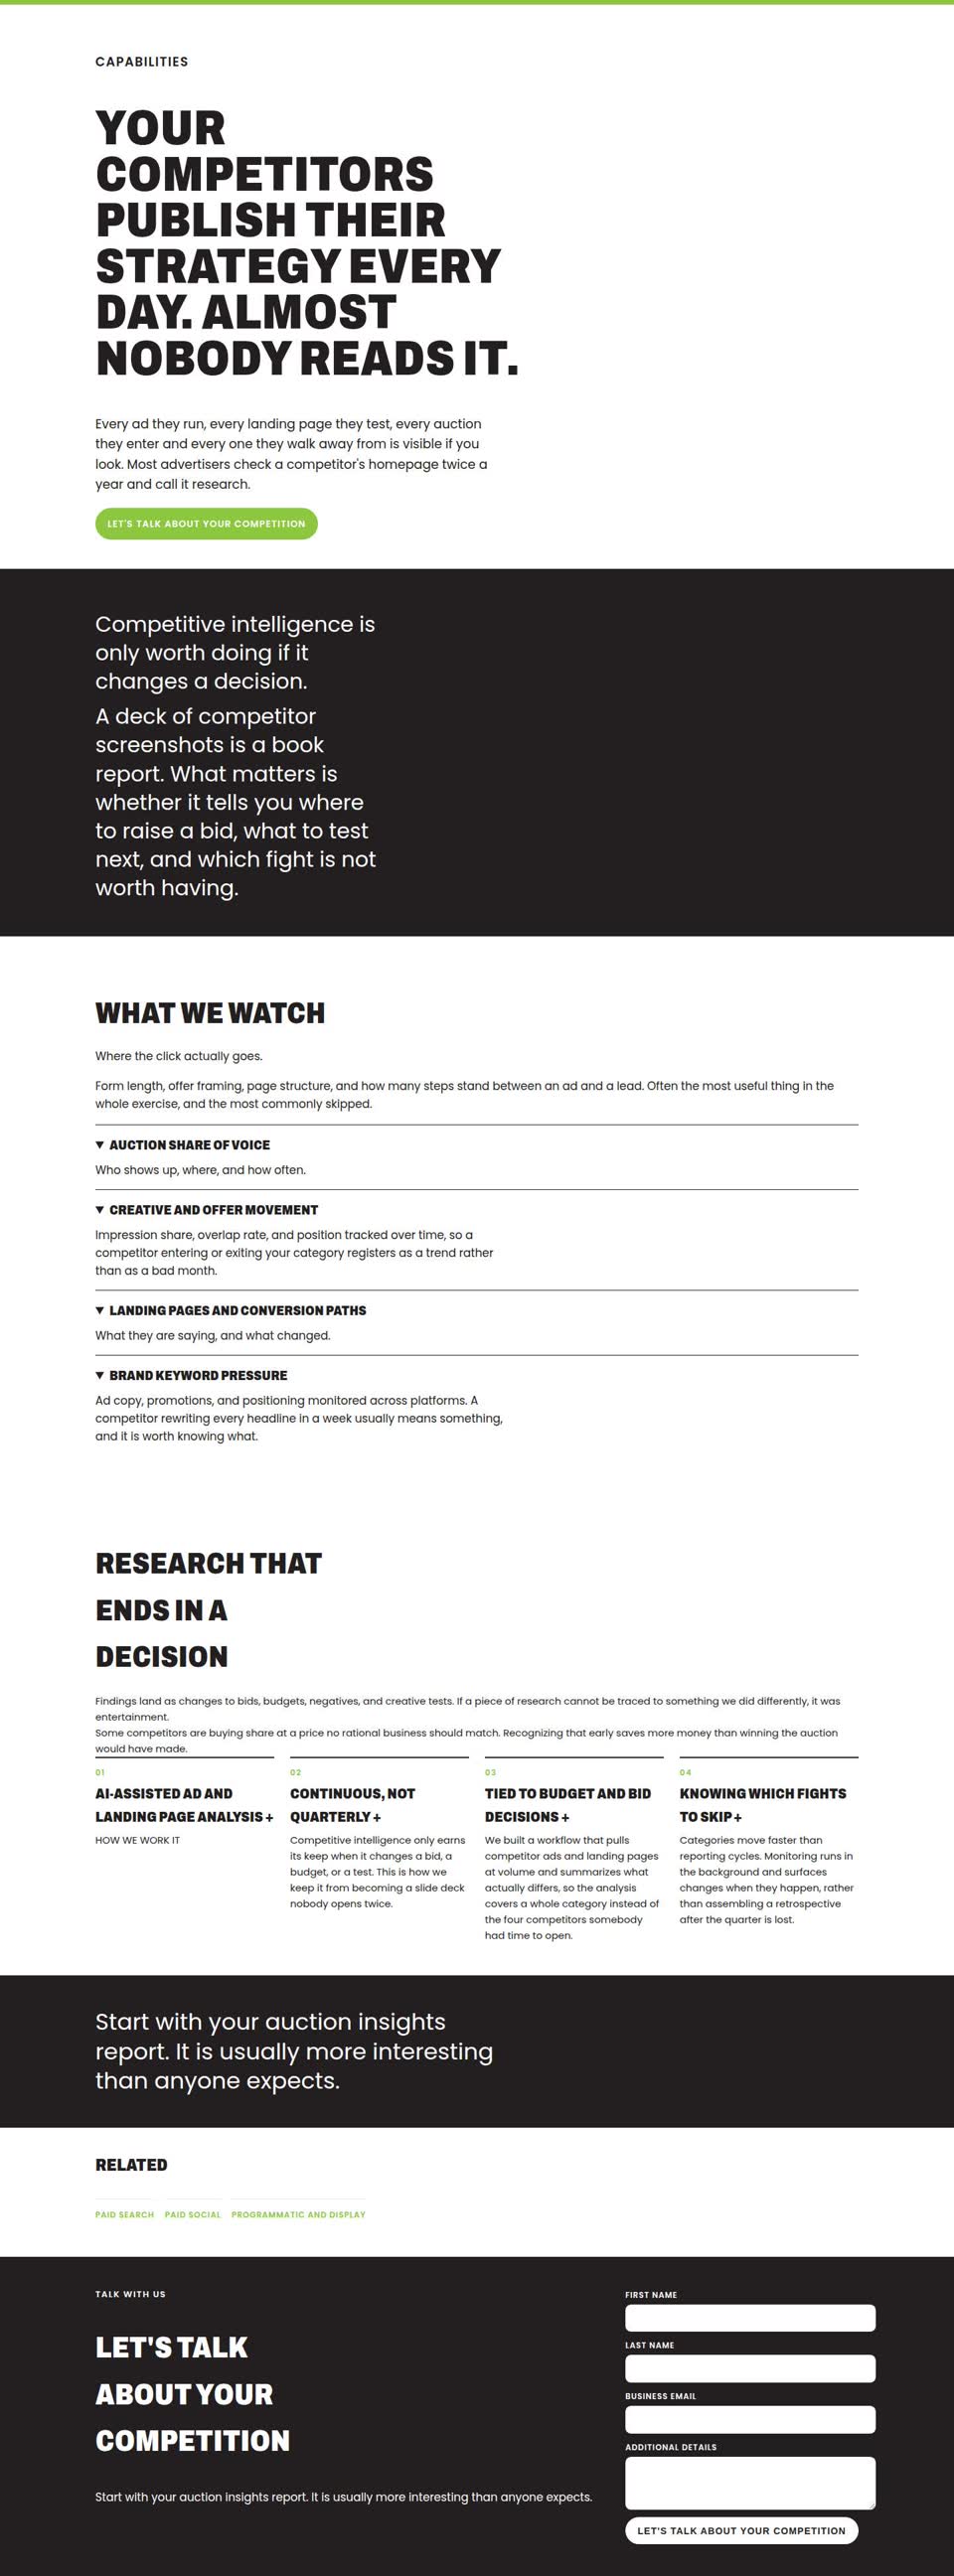 CAPABILITIES
YOUR
COMPETITORS
PUBLISH THEIR
STRATEGY EVERY
DAY. ALMOST
NOBODY READS IT.
Every ad they run, every landing page they test, every auction
they enter and every one they walk away from is visible if you
look. Most advertisers check a competitor's homepage twice a
year and call it research.
LET'S TALK ABOUT YOUR COMPETITION
Competitive intelligence is
only worth doing if it
changes a decision.
A deck of competitor
screenshots is a book
report. What matters is
whether it tells you where
to raise a bid, what to test
next, and which fight is not
worth having.
WHAT WE WATCH
Where the click actually goes.
Form length, offer framing, page structure, and how many steps stand between an ad and a lead. Often the most useful thing in the
whole exercise, and the most commonly skipped.
▼ AUCTION SHARE OF VOICE
Who shows up, where, and how often.
▼ CREATIVE AND OFFER MOVEMENT
Impression share, overlap rate, and position tracked over time, so a
competitor entering or exiting your category registers as a trend rather
than as a bad month.
▼ LANDING PAGES AND CONVERSION PATHS
What they are saying, and what changed.
▼ BRAND KEYWORD PRESSURE
Ad copy, promotions, and positioning monitored across platforms. A
competitor rewriting every headline in a week usually means something,
and it is worth knowing what.
RESEARCH THAT
ENDS IN A
DECISION
Findings land as changes to bids, budgets, negatives, and creative tests. If a piece of research cannot be traced to something we did differently, it was
entertainment.
Some competitors are buying share at a price no rational business should match. Recognizing that early saves more money than winning the auction
would have made.
01
AI-ASSISTED AD AND
LANDING PAGE ANALYSIS +
HOW WE WORK IT
02
CONTINUOUS, NOT
QUARTERLY +
Competitive intelligence only earns
its keep when it changes a bid, a
budget, or a test. This is how we
keep it from becoming a slide deck
nobody opens twice.
03
TIED TO BUDGET AND BID
DECISIONS +
We built a workflow that pulls
competitor ads and landing pages
at volume and summarizes what
actually differs, so the analysis
covers a whole category instead of
the four competitors somebody
had time to open.
04
KNOWING WHICH FIGHTS
TO SKIP +
Categories move faster than
reporting cycles. Monitoring runs in
the background and surfaces
changes when they happen, rather
than assembling a retrospective
after the quarter is lost.
Start with your auction insights
report. It is usually more interesting
than anyone expects.
RELATED
PAID SEARCH PAID SOCIAL PROGRAMMATIC AND DISPLAY
TALK WITH US
LET'S TALK
ABOUT YOUR
COMPETITION
Start with your auction insights report. It is usually more interesting than anyone expects.
FIRST NAME
LAST NAME
BUSINESS EMAIL
ADDITIONAL DETAILS
LET'S TALK ABOUT YOUR COMPETITION